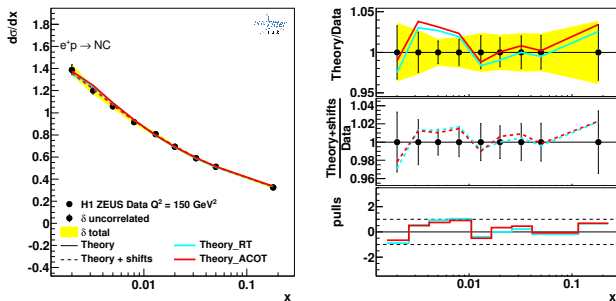 dσ/dx
e⁺p → NC
1.8
1.6
1.4
1.2
1
0.8
0.6
0.4
0.2
0
-0.2
-0.4
H1 ZEUS Data Q² = 150 GeV²
δ uncorrelated
δ total
Theory
Theory + shifts
Theory_RT
Theory_ACOT
0.01
0.1
x
Theory/Data
1.05
1
0.95
Theory+shifts
Data
1.04
1.02
1
0.98
0.96
pulls
2
0
-2
0.01
0.1
x